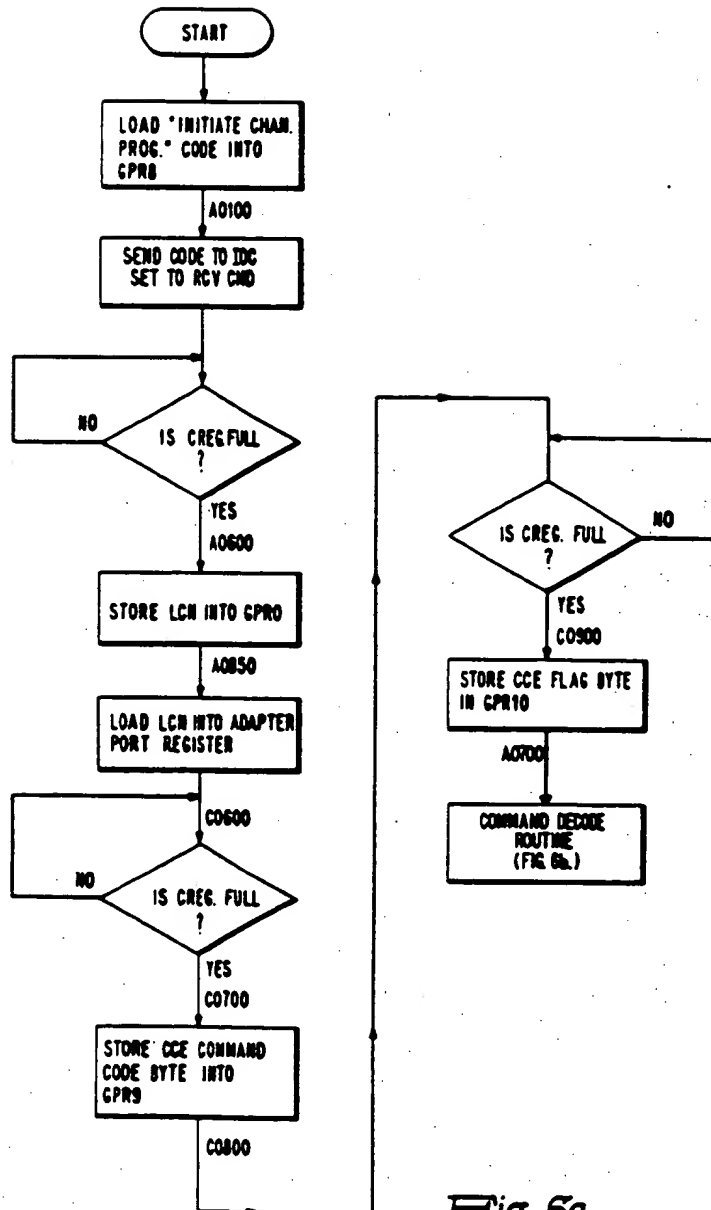 START
LOAD "INITIATE CHAN.
PROG." CODE INTO
GPR8
A0100
SEND CODE TO IDC
SET TO RCV CMD
IS CREG. FULL
?
NO
YES
A0600
STORE LCN INTO GPR0
A0850
LOAD LCN INTO ADAPTER
PORT REGISTER
C0600
IS CREG. FULL
?
NO
YES
C0700
STORE CCE COMMAND
CODE BYTE INTO
GPR9
C0800
IS CREG. FULL
?
NO
YES
C0900
STORE CCE FLAG BYTE
IN GPR10
A0700
COMMAND DECODE
ROUTINE
(FIG. 6b.)
Fig. 6a